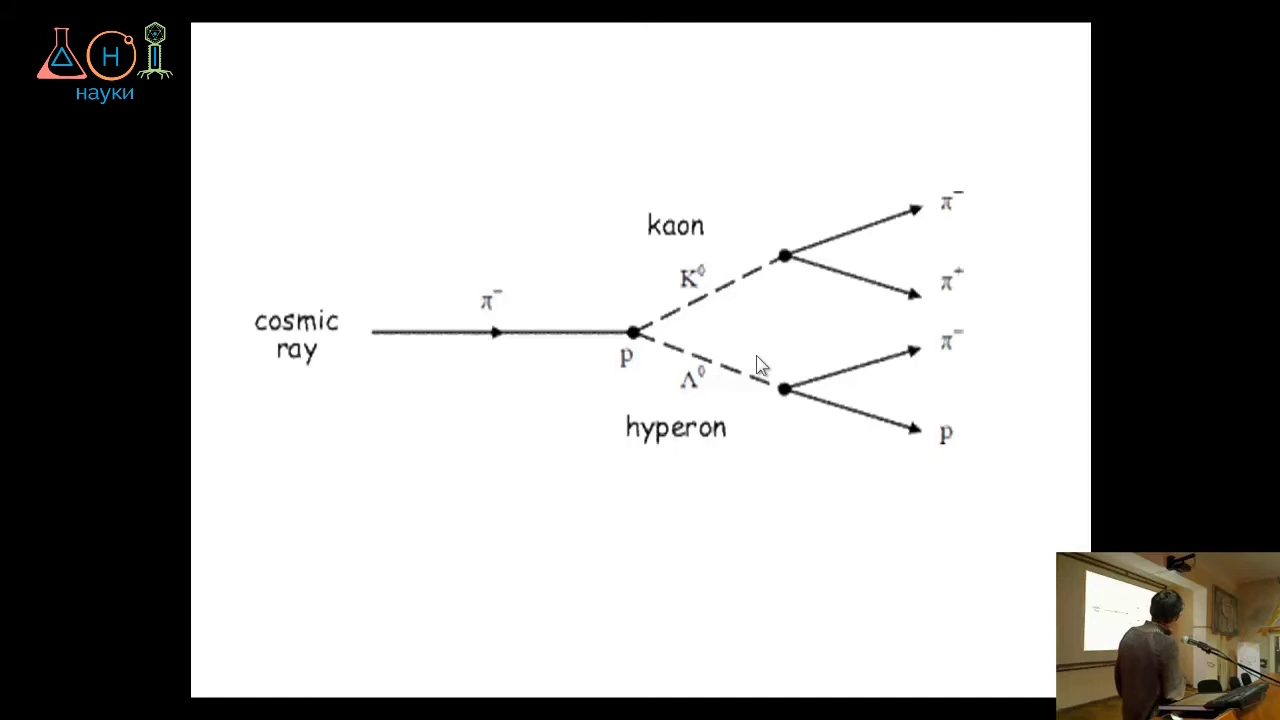 Д Н І
науки
kaon
π⁻
K⁰
π⁺
π⁻
cosmic
ray
p
Λ⁰
π⁻
hyperon
p